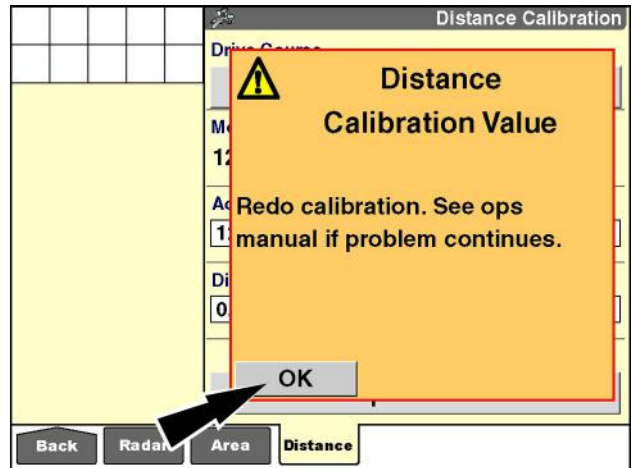 Distance Calibration
Distance
Calibration Value
Redo calibration. See ops
manual if problem continues.
OK
Back
Area
Distance